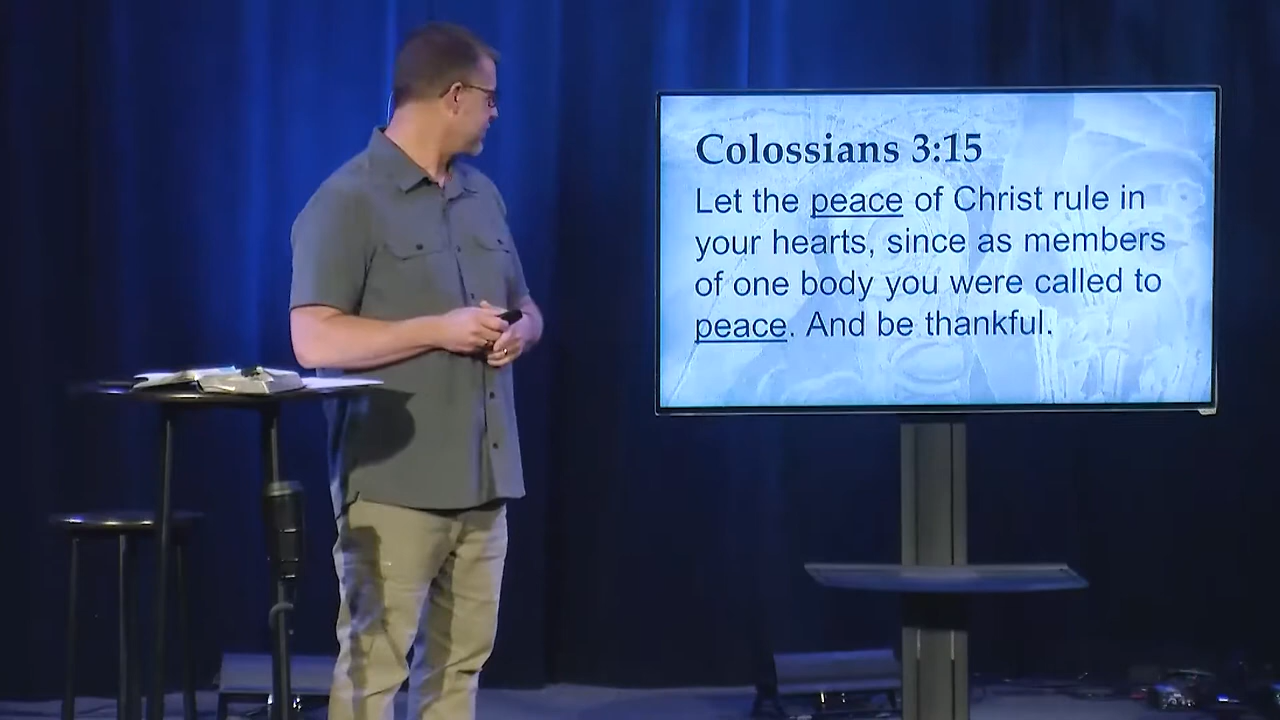 Colossians 3:15
Let the peace of Christ rule in
your hearts, since as members
of one body you were called to
peace. And be thankful.